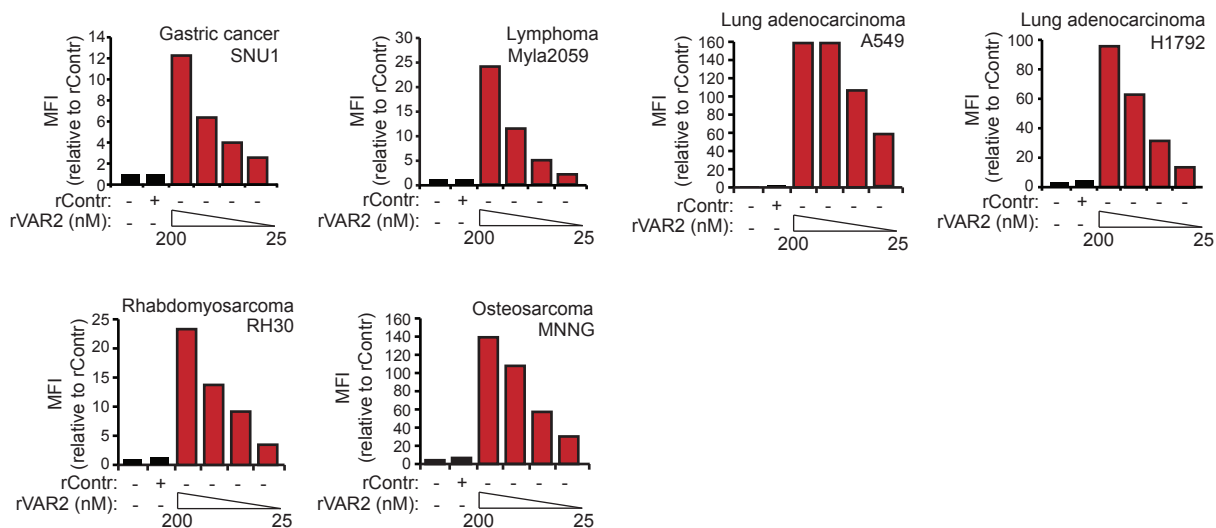 Gastric cancer
SNU1
MFI
(relative to rContr)
14
12
10
8
6
4
2
0
rContr: - + - - - -
rVAR2 (nM): - -
200 25
Lymphoma
Myla2059
MFI
(relative to rContr)
30
25
20
15
10
5
0
rContr: - + - - - -
rVAR2 (nM): - -
200 25
Lung adenocarcinoma
A549
MFI
(relative to rContr)
160
140
120
100
80
60
40
20
0
rContr: - + - - - -
rVAR2 (nM): - -
200 25
Lung adenocarcinoma
H1792
MFI
(relative to rContr)
100
80
60
40
20
0
rContr: - + - - - -
rVAR2 (nM): - -
200 25
Rhabdomyosarcoma
RH30
MFI
(relative to rContr)
25
20
15
10
5
0
rContr: - + - - - -
rVAR2 (nM): - -
200 25
Osteosarcoma
MNNG
MFI
(relative to rContr)
160
140
120
100
80
60
40
20
0
rContr: - + - - - -
rVAR2 (nM): - -
200 25